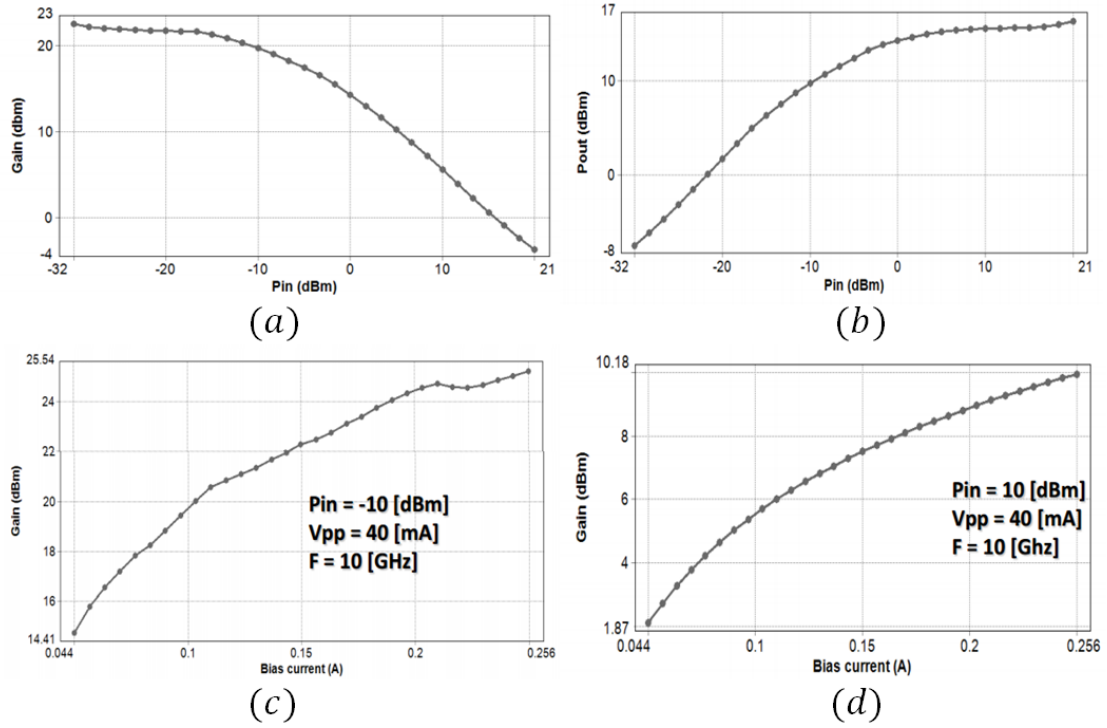 23
20
10
0
-4
Gain (dbm)
-32
-20
-10
0
10
21
Pin (dBm)
(a)
17
10
0
-8
Pout (dBm)
-32
-20
-10
0
10
21
Pin (dBm)
(b)
25.54
24
22
20
18
16
14.41
Gain (dBm)
Pin = -10 [dBm]
Vpp = 40 [mA]
F = 10 [GHz]
0.044
0.1
0.15
0.2
0.256
Bias current (A)
(c)
10.18
8
6
4
1.87
Gain (dBm)
Pin = 10 [dBm]
Vpp = 40 [mA]
F = 10 [Ghz]
0.044
0.1
0.15
0.2
0.256
Bias current (A)
(d)